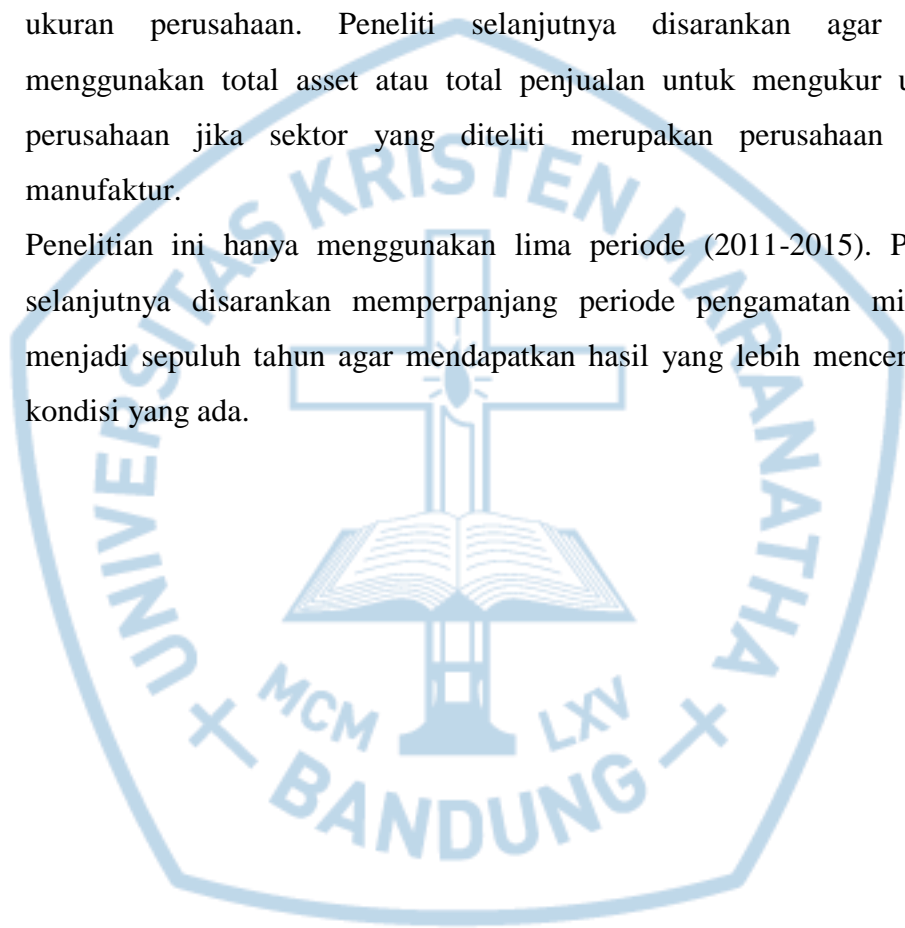 ukuran perusahaan. Peneliti selanjutnya disarankan agar
menggunakan total asset atau total penjualan untuk mengukur
perusahaan jika sektor yang diteliti merupakan perusahaan
manufaktur.
Penelitian ini hanya menggunakan lima periode (2011-2015).
selanjutnya disarankan memperpanjang periode pengamatan
menjadi sepuluh tahun agar mendapatkan hasil yang lebih
kondisi yang ada.
UNIVERSITAS KRISTEN MARANATHA
MCM LXV
BANDUNG